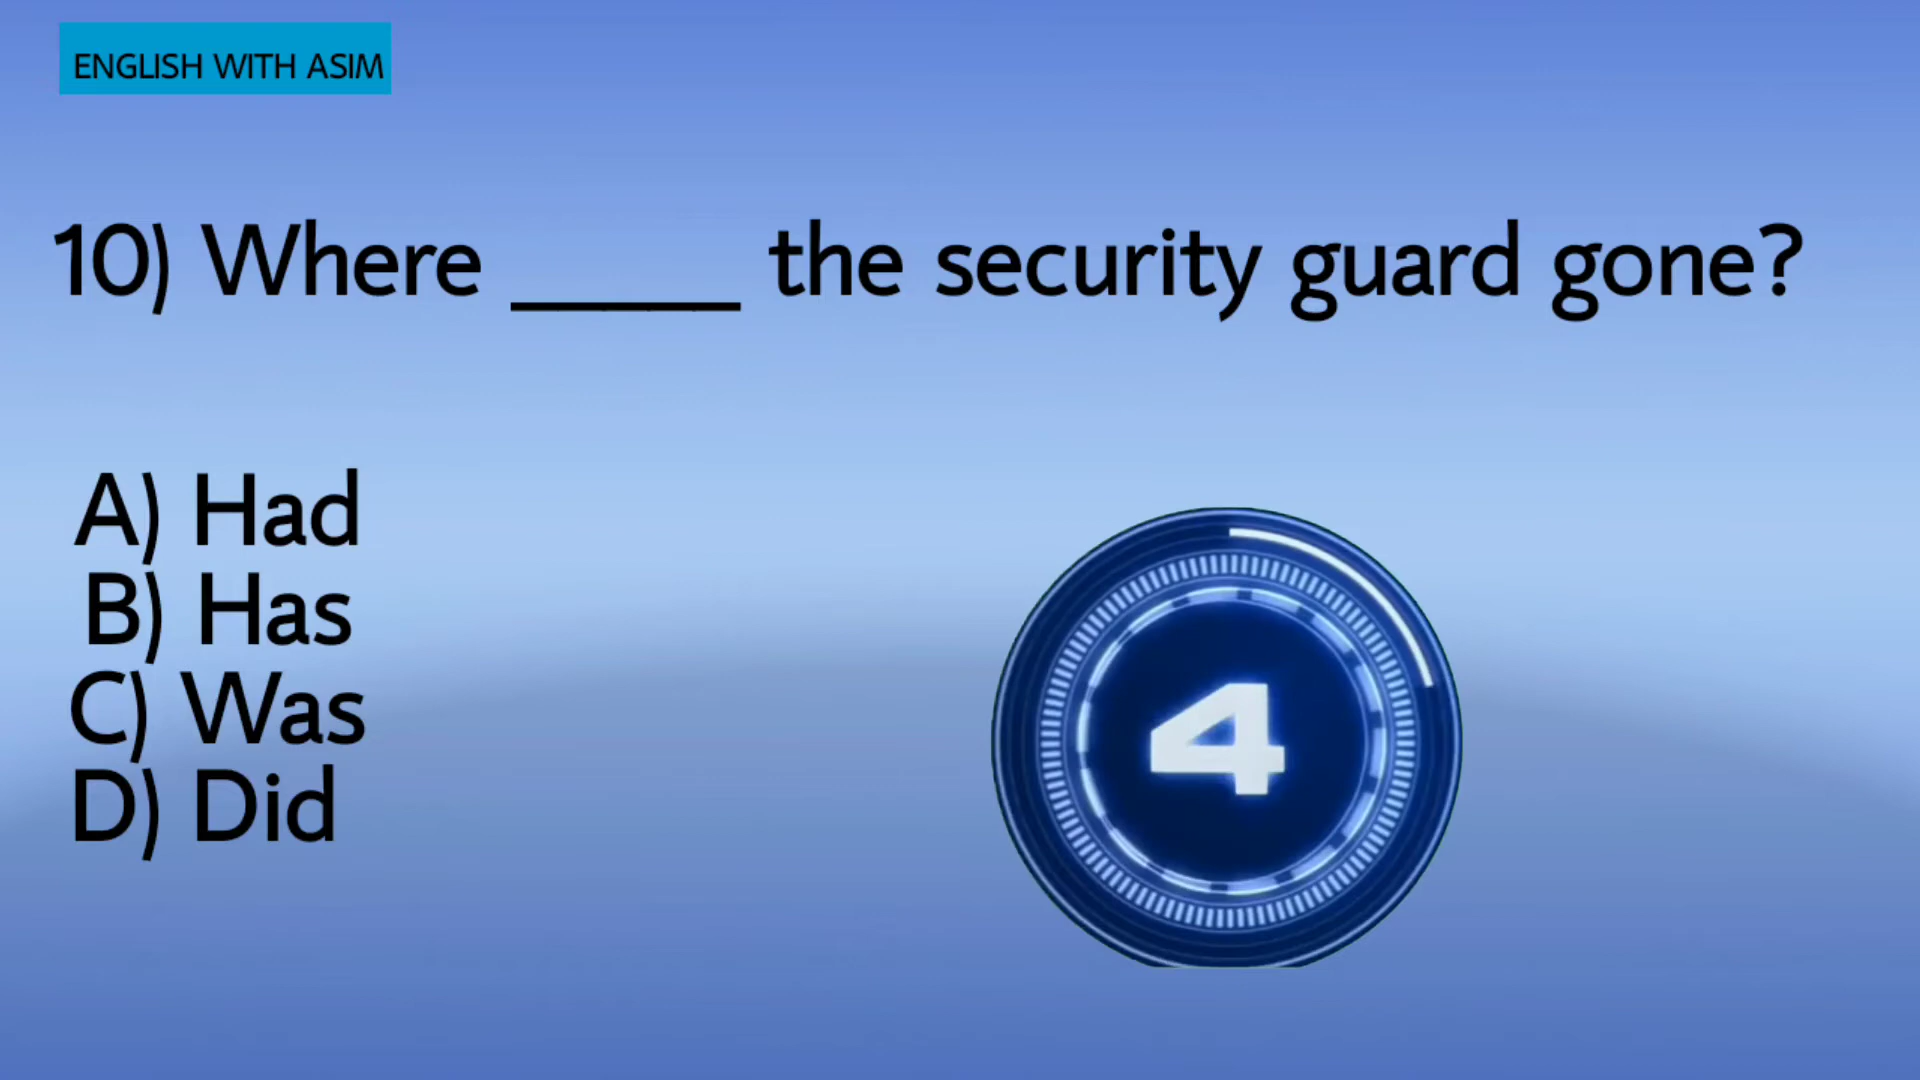 ENGLISH WITH ASIM
10) Where _____ the security guard gone?
A) Had
B) Has
C) Was
D) Did
4